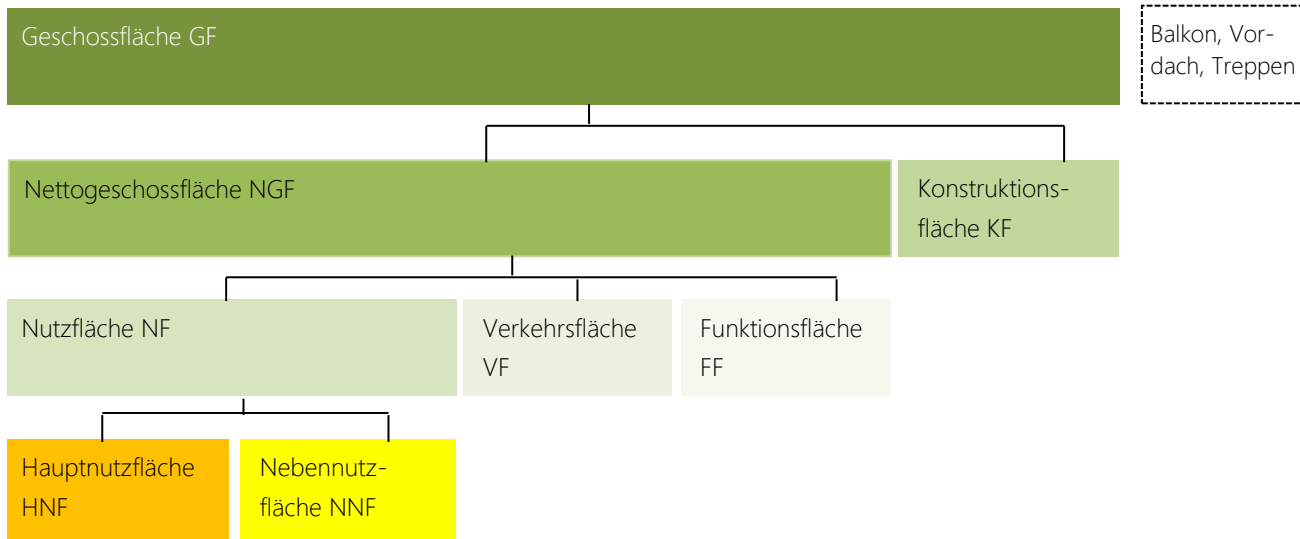 Geschossfläche GF
Balkon, Vor-
dach, Treppen
Nettogeschossfläche NGF
Konstruktions-
fläche KF
Nutzfläche NF
Verkehrsfläche
VF
Funktionsfläche
FF
Hauptnutzfläche
HNF
Nebennutz-
fläche NNF